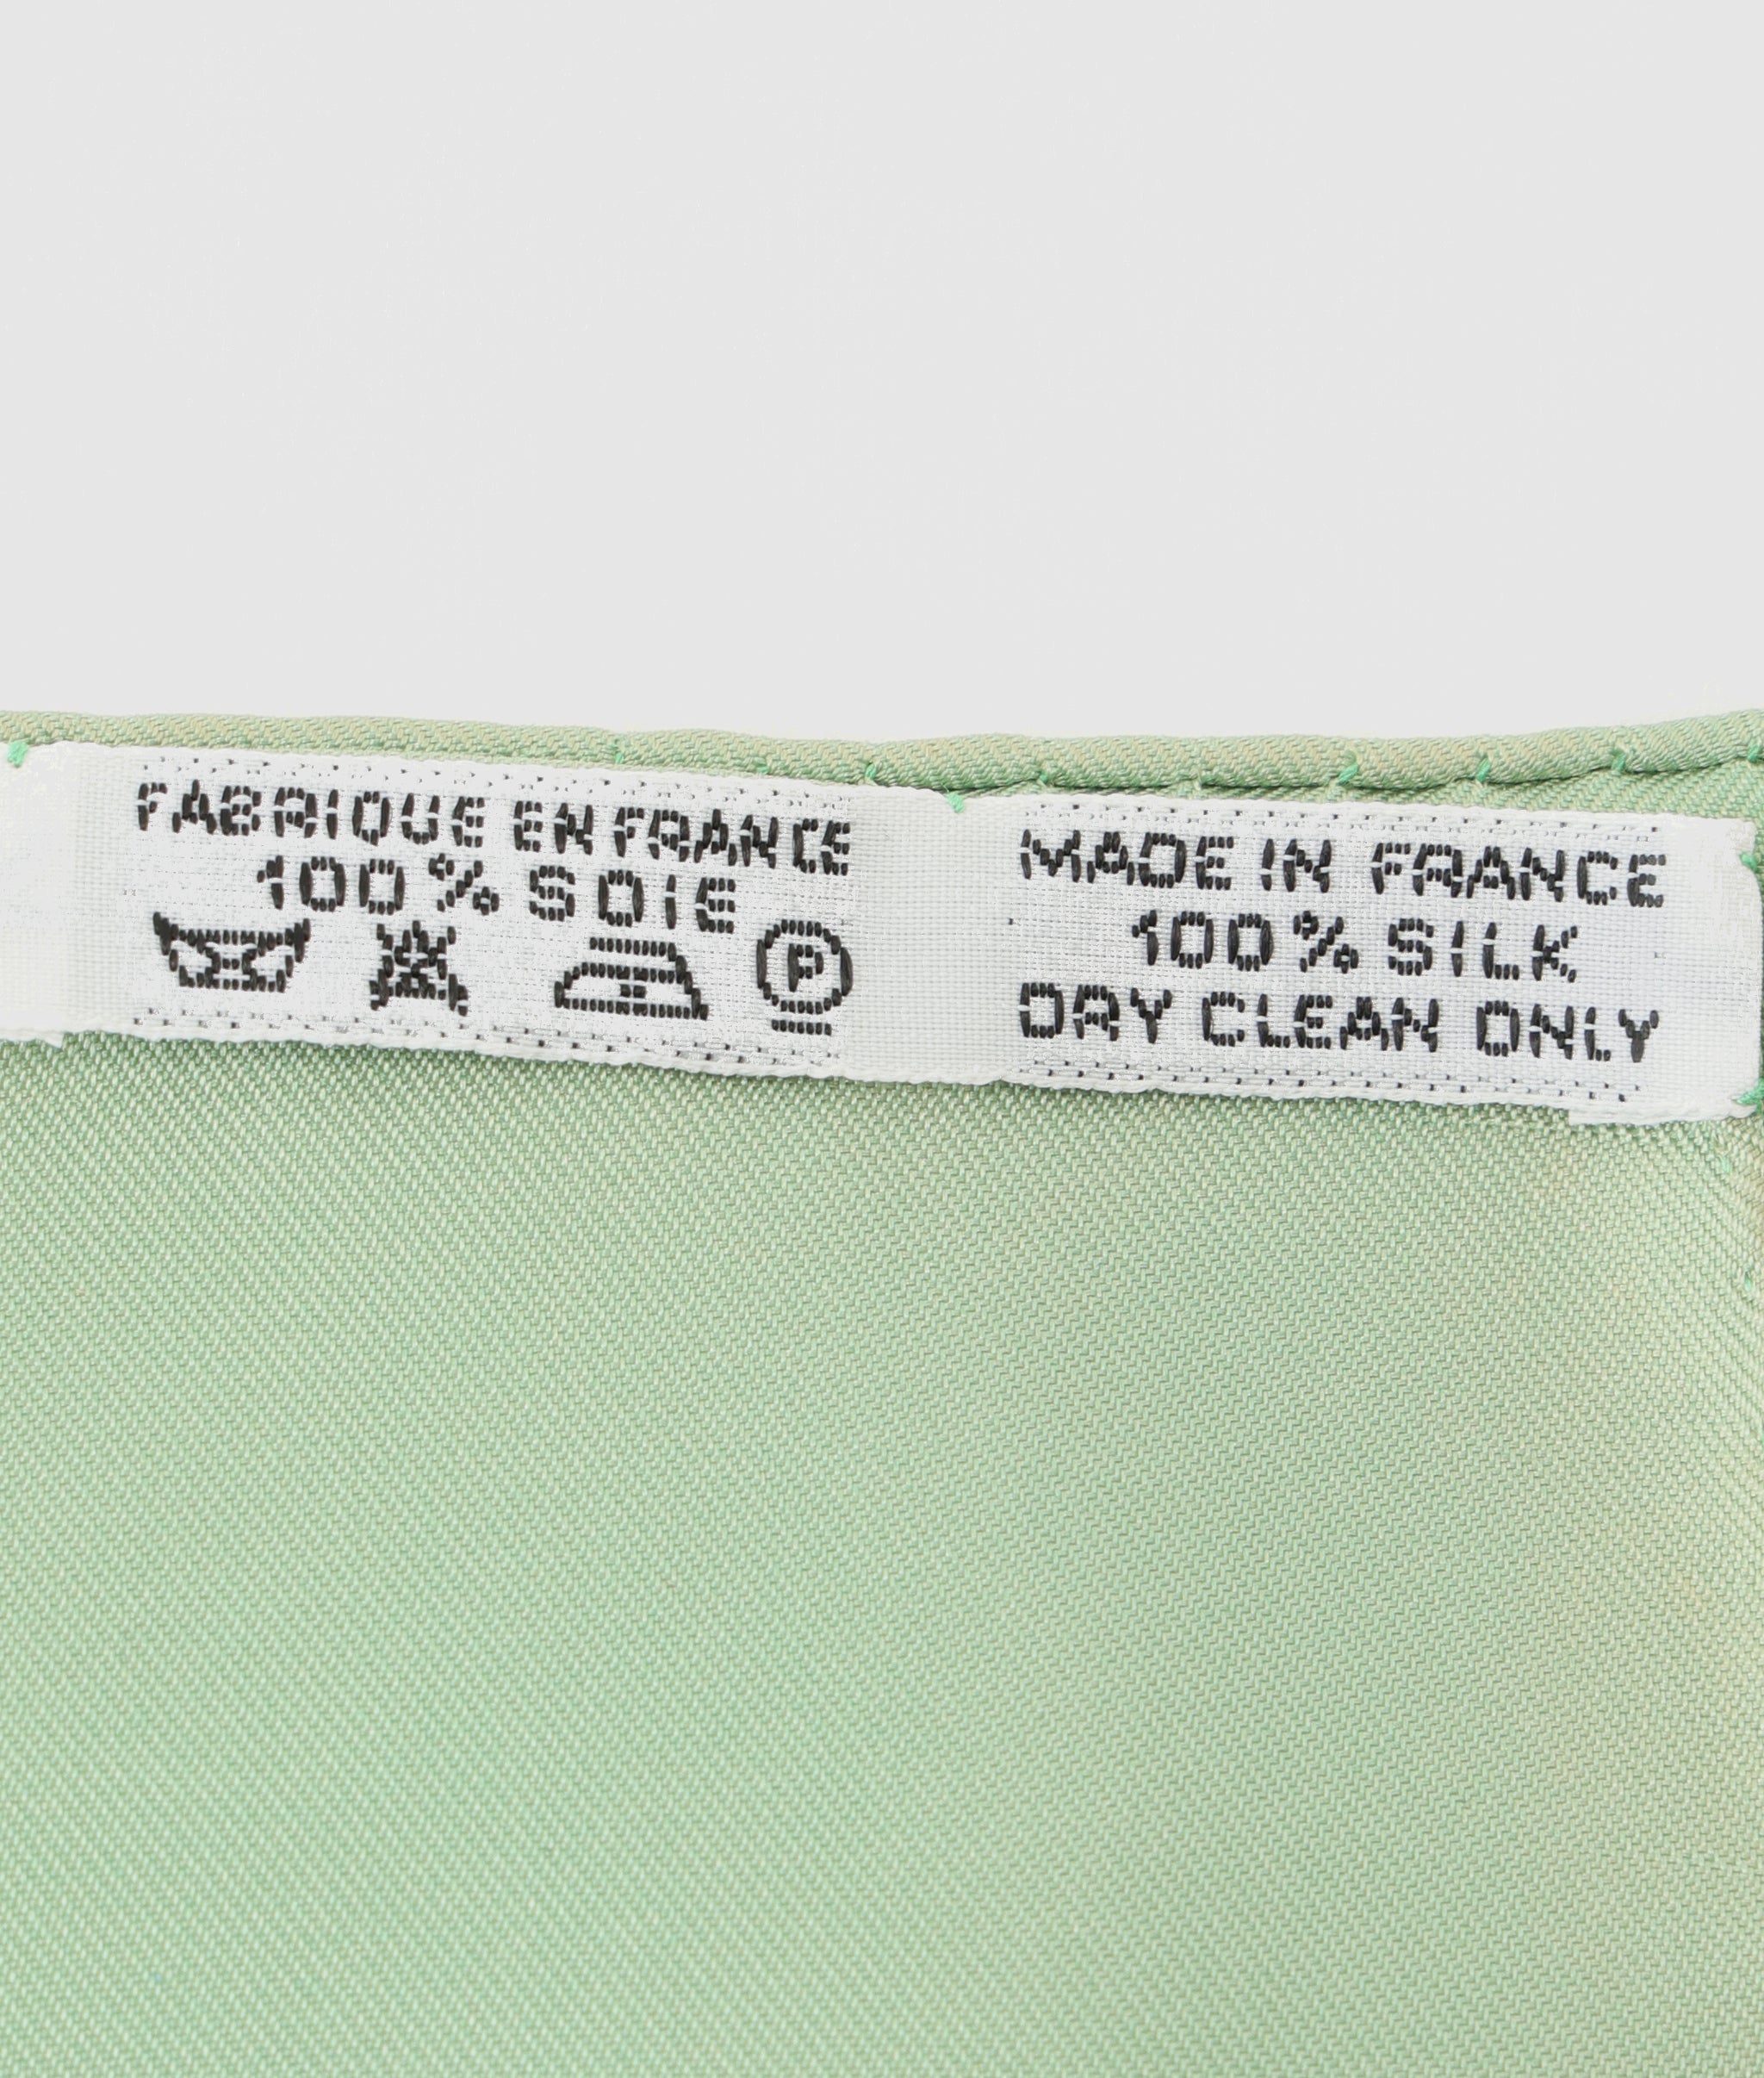 FABRIQUE EN FRANCE
100% SOIE
P
MADE IN FRANCE
100% SILK
DRY CLEAN ONLY